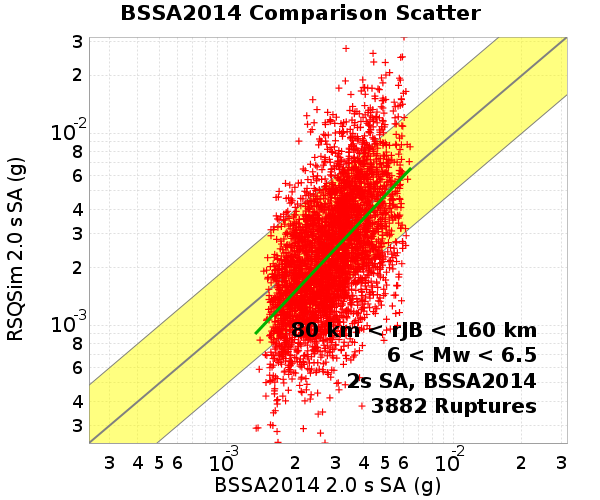 BSSA2014 Comparison Scatter
3
2
10^-2
8
6
4
3
2
10^-3
8
6
4
3
RSQSim 2.0 s SA (g)
80 km < rJB < 160 km
6 < Mw < 6.5
2s SA, BSSA2014
3882 Ruptures
3 4 5 6 10^-3 2 3 4 5 6 10^-2 2 3
BSSA2014 2.0 s SA (g)